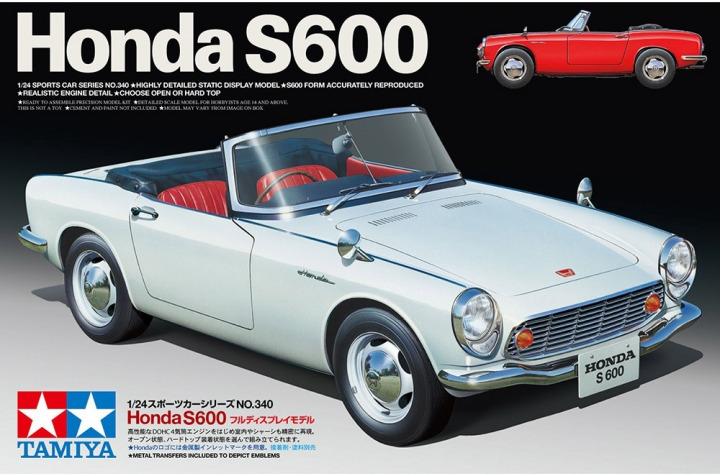 Honda S600
1/24 SPORTS CAR SERIES NO.340 ★HIGHLY DETAILED STATIC DISPLAY MODEL ★S600 FORM ACCURATELY REPRODUCED
★REALISTIC ENGINE DETAIL ★CHOOSE OPEN OR HARD TOP
★READY TO ASSEMBLE PRECISION MODEL KIT ★DETAILED SCALE MODEL FOR HOBBYISTS AGE 14 AND ABOVE.
THIS IS NOT A TOY ★CEMENT AND PAINT NOT INCLUDED ★MODEL MAY VARY FROM IMAGE ON BOX
Honda
HONDA
S 600
TAMIYA
1/24スポーツカーシリーズ NO.340
Honda S600 フルディスプレイモデル
高性能なDOHC 4気筒エンジンをはじめ室内やシャーシも精密に再現。
オープン状態、ハードトップ装着状態を選んで組み立てられます。
★Hondaのロゴには金属製インレットマークを用意。 接着剤・塗料別売
★METAL TRANSFERS INCLUDED TO DEPICT EMBLEMS